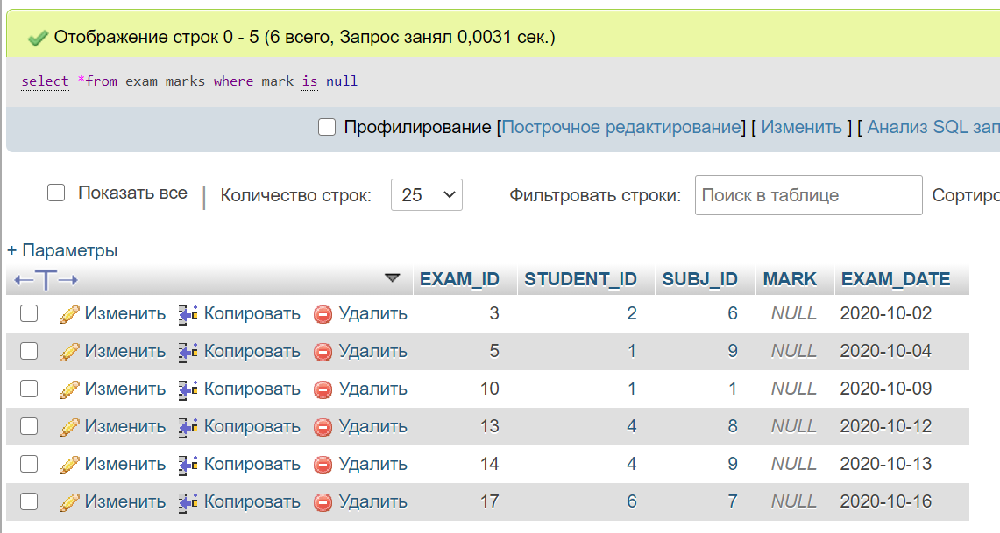 Отображение строк 0 - 5 (6 всего, Запрос занял 0,0031 сек.)
select *from exam_marks where mark is null
Профилирование [Построчное редактирование] [ Изменить ] [ Анализ SQL зап
Показать все | Количество строк: 25 Фильтровать строки: Поиск в таблице Сортиро
+ Параметры
←T→ EXAM_ID STUDENT_ID SUBJ_ID MARK EXAM_DATE
Изменить Копировать Удалить 3 2 6 NULL 2020-10-02
Изменить Копировать Удалить 5 1 9 NULL 2020-10-04
Изменить Копировать Удалить 10 1 1 NULL 2020-10-09
Изменить Копировать Удалить 13 4 8 NULL 2020-10-12
Изменить Копировать Удалить 14 4 9 NULL 2020-10-13
Изменить Копировать Удалить 17 6 7 NULL 2020-10-16